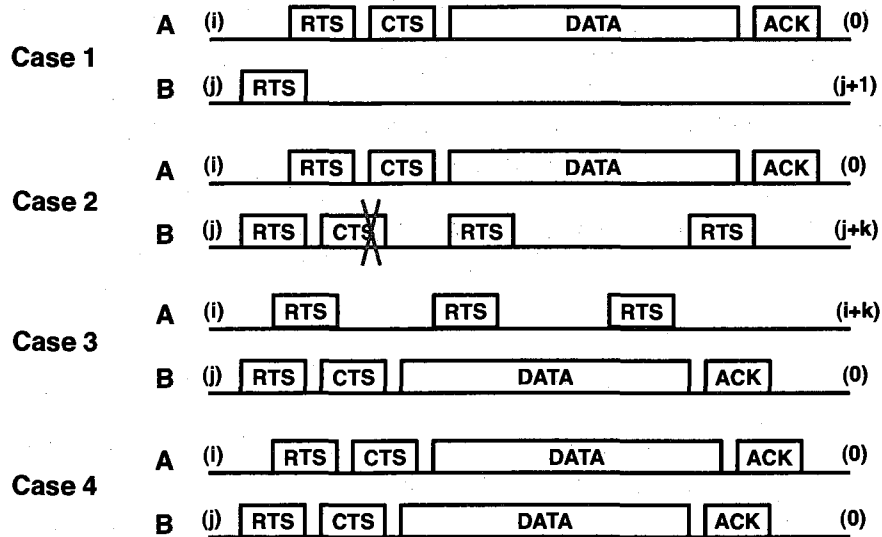 A (i) RTS CTS DATA ACK (0)
Case 1
B (j) RTS (j+1)
A (i) RTS CTS DATA ACK (0)
Case 2
B (j) RTS CTS RTS RTS (j+k)
A (i) RTS RTS RTS (i+k)
Case 3
B (j) RTS CTS DATA ACK (0)
A (i) RTS CTS DATA ACK (0)
Case 4
B (j) RTS CTS DATA ACK (0)